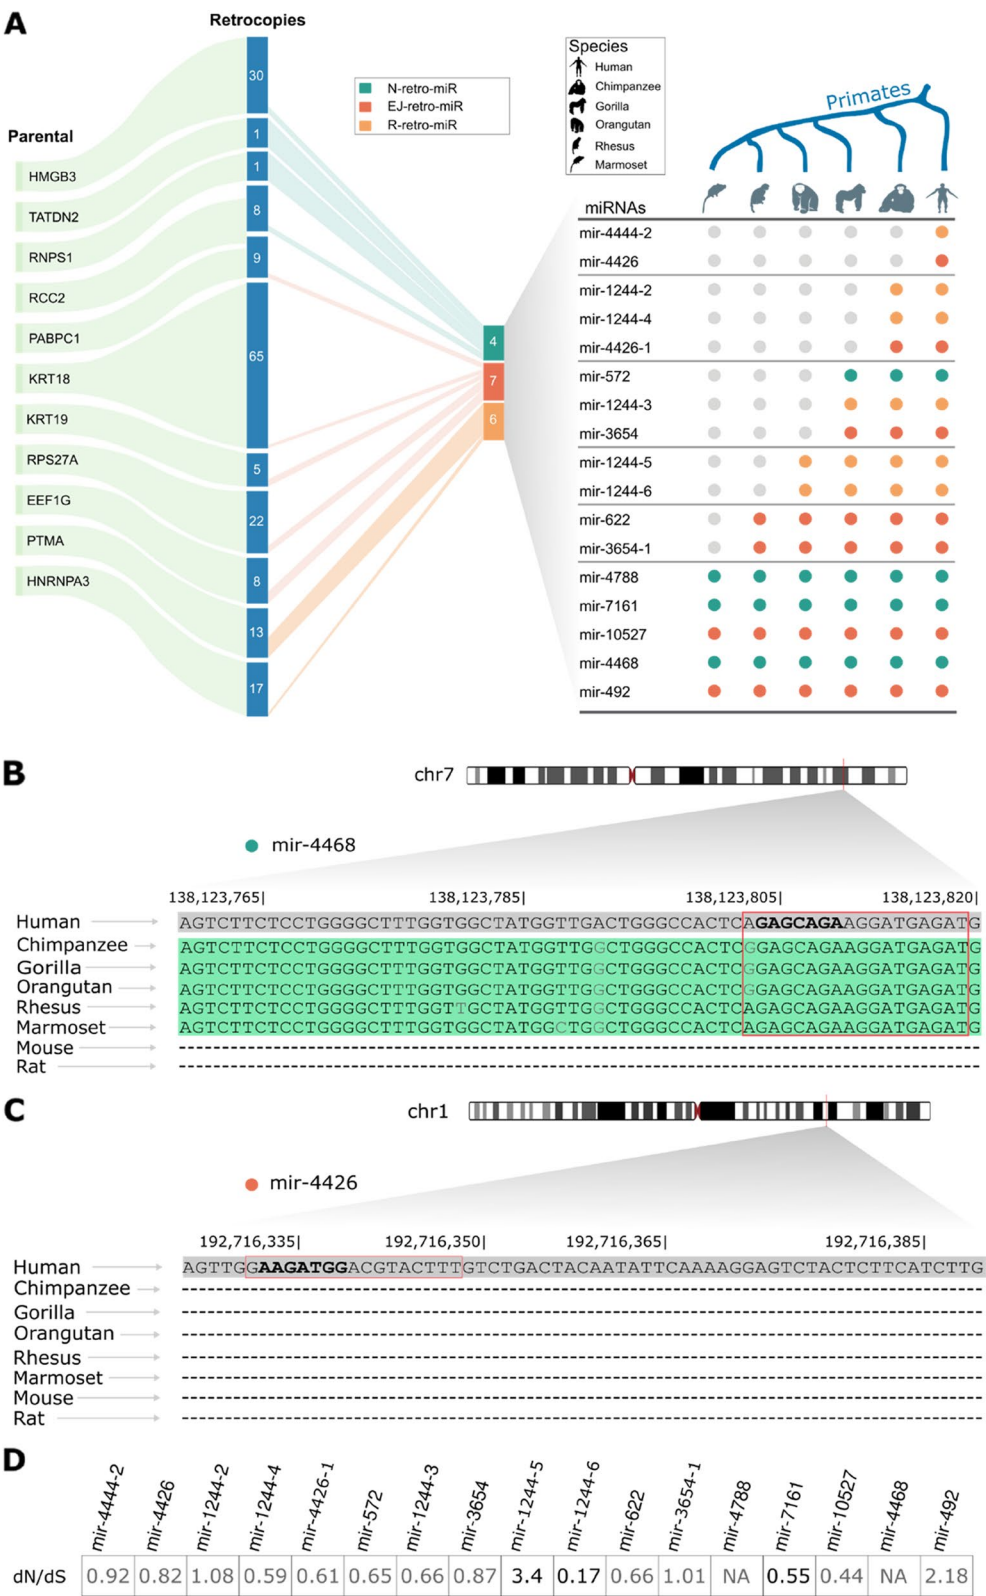 A
Retrocopies
Parental
HMGB3
TATDN2
RNPS1
RCC2
PABPC1
KRT18
KRT19
RPS27A
EEF1G
PTMA
HNRNPA3
30
1
1
8
9
65
5
22
8
13
17
N-retro-miR
EJ-retro-miR
R-retro-miR
4
7
6
Species
Human
Chimpanzee
Gorilla
Orangutan
Rhesus
Marmoset
Primates
miRNAs
mir-4444-2
mir-4426
mir-1244-2
mir-1244-4
mir-4426-1
mir-572
mir-1244-3
mir-3654
mir-1244-5
mir-1244-6
mir-622
mir-3654-1
mir-4788
mir-7161
mir-10527
mir-4468
mir-492
B
chr7
mir-4468
138,123,765| 138,123,785| 138,123,805| 138,123,820|
Human AGTCTTCTCCTGGGGCTTTGGTGGCTATGGTTGACTGGGCCACTCAGAGCAGAAGGATGAGATG
Chimpanzee AGTCTTCTCCTGGGGCTTTGGTGGCTATGGTTGGCTGGGCCACTCGGAGCAGAAGGATGAGATG
Gorilla AGTCTTCTCCTGGGGCTTTGGTGGCTATGGTTGGCTGGGCCACTCGGAGCAGAAGGATGAGATG
Orangutan AGTCTTCTCCTGGGGCTTTGGTGGCTATGGTTGGCTGGGCCACTCGGAGCAGAAGGATGAGATG
Rhesus AGTCTTCTCCTGGGGCTTTGGTTGCTATGGTTGGCTGGGCCACTCAGAGCAGAAGGATGAGATG
Marmoset AGTCTTCTCCTGGGGCTTTGGTGGCTATGGCTGGCTGGGCCACTCAGAGCAGAAGGATGAGATG
Mouse
Rat
C
chr1
mir-4426
192,716,335| 192,716,350| 192,716,365| 192,716,385|
Human AGTTGGAAGATGGACGTACTTTGTCTGACTACAATATTCAAAAGGAGTCTACTCTTCATCTTG
Chimpanzee
Gorilla
Orangutan
Rhesus
Marmoset
Mouse
Rat
D
mir-4444-2 mir-4426 mir-1244-2 mir-1244-4 mir-4426-1 mir-572 mir-1244-3 mir-3654 mir-1244-5 mir-1244-6 mir-622 mir-3654-1 mir-4788 mir-7161 mir-10527 mir-4468 mir-492
dN/dS 0.92 0.82 1.08 0.59 0.61 0.65 0.66 0.87 3.4 0.17 0.66 1.01 NA 0.55 0.44 NA 2.18